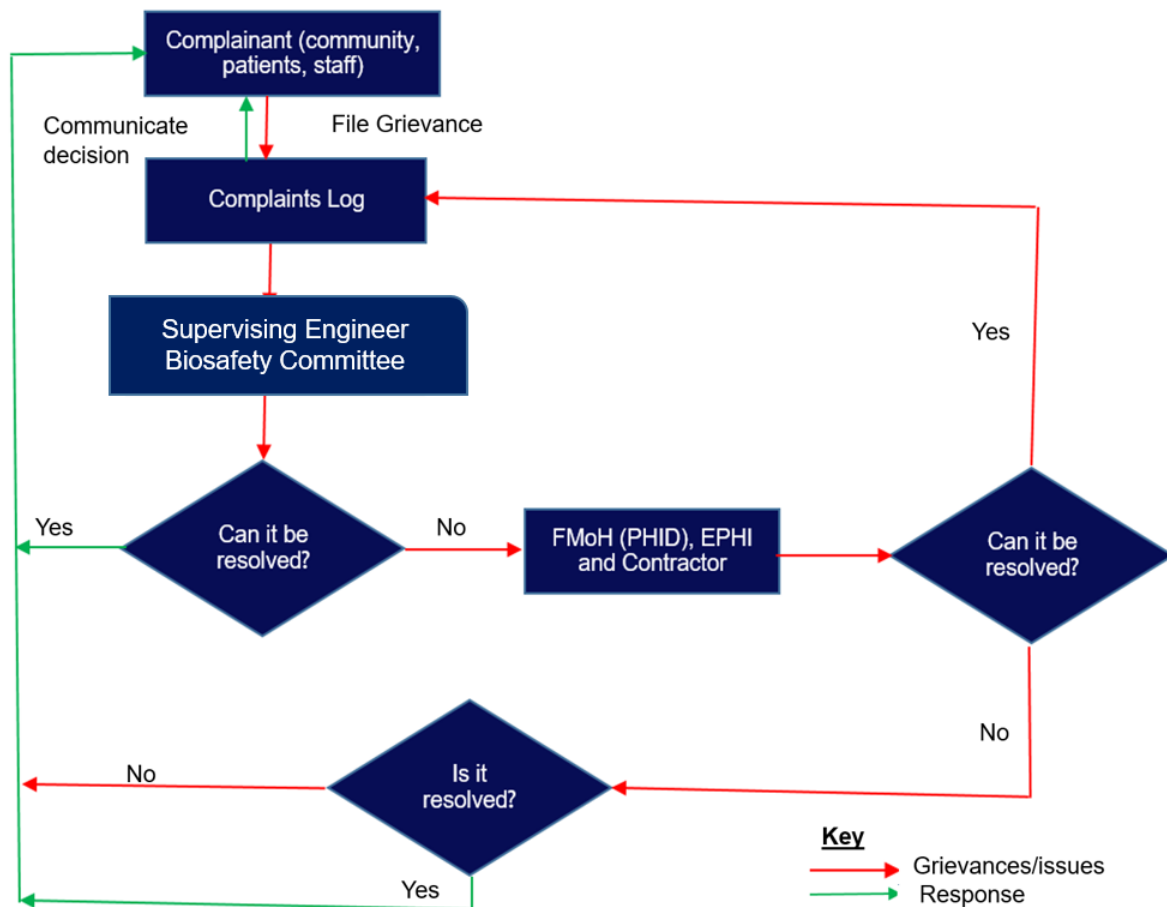 Complainant (community,
patients, staff)
Communicate
decision
File Grievance
Complaints Log
Supervising Engineer
Biosafety Committee
Yes
Yes
Can it be
resolved?
No
FMoH (PHID), EPHI
and Contractor
Can it be
resolved?
No
No
Is it
resolved?
Yes
Key
Grievances/issues
Response